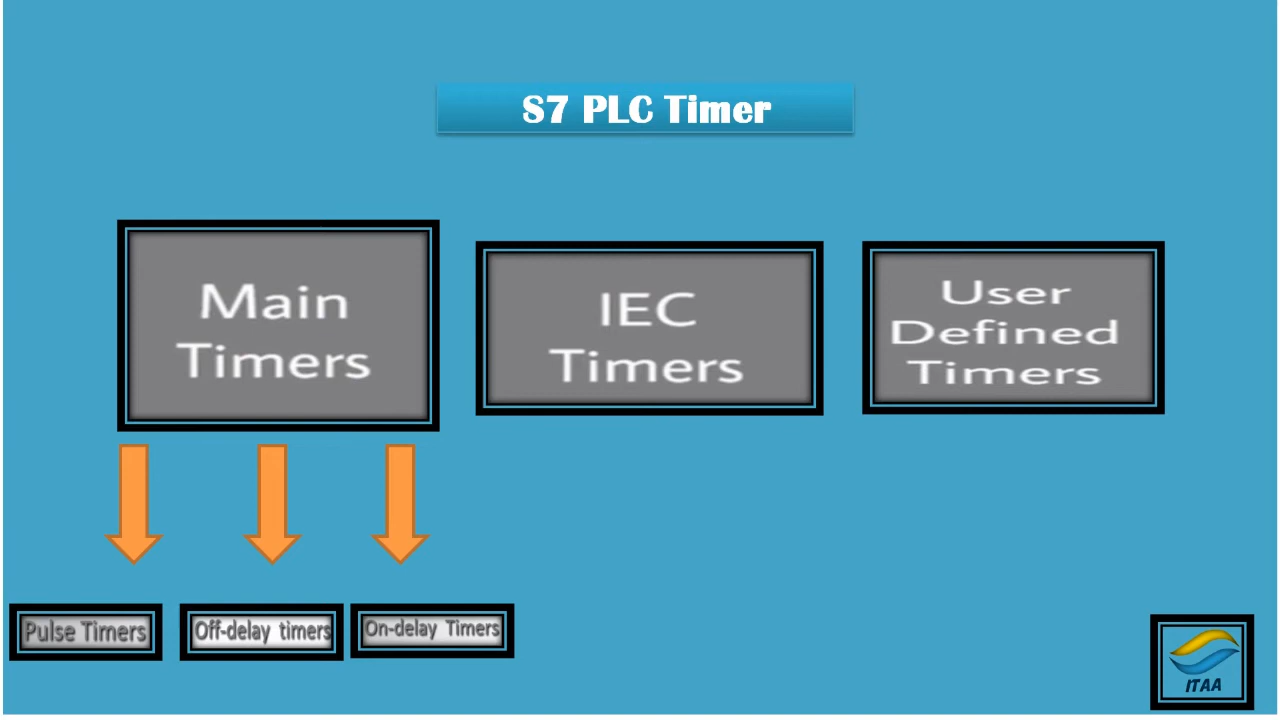 S7 PLC Timer
Main
Timers
IEC
Timers
User
Defined
Timers
Pulse Timers
Off-delay timers
On-delay Timers
ITAA